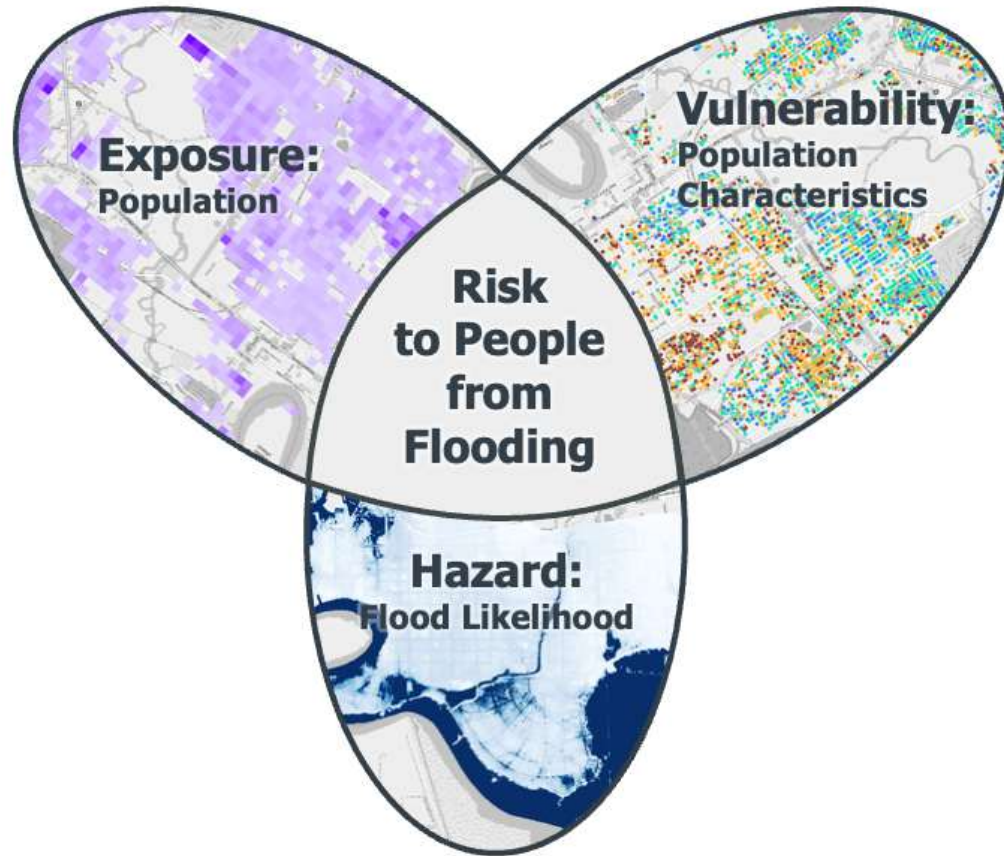 Exposure:
Population
Vulnerability:
Population
Characteristics
Risk
to People
from
Flooding
Hazard:
Flood Likelihood